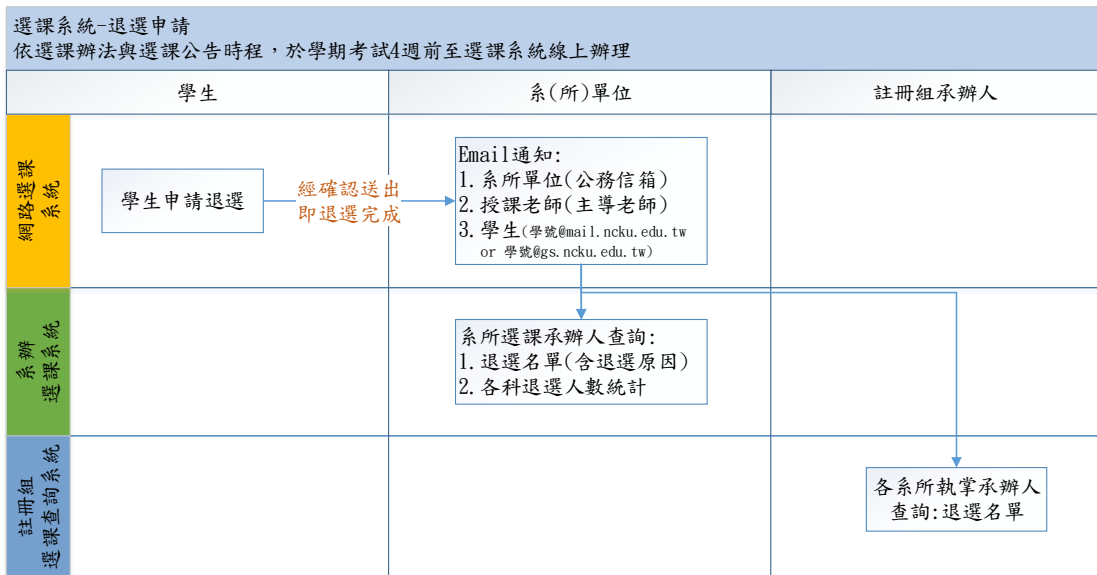 選課系統-退選申請
依選課辦法與選課公告時程，於學期考試4週前至選課系統線上辦理
學生
系(所)單位
註冊組承辦人
網路選課
系統
學生申請退選
經確認送出
即退選完成
Email通知:
1.系所單位(公務信箱)
2.授課老師(主導老師)
3.學生(學號@mail.ncku.edu.tw
or 學號@gs.ncku.edu.tw)
系辦
選課系統
系所選課承辦人查詢:
1.退選名單(含退選原因)
2.各科退選人數統計
註冊組
選課查詢系統
各系所執掌承辦人
查詢:退選名單